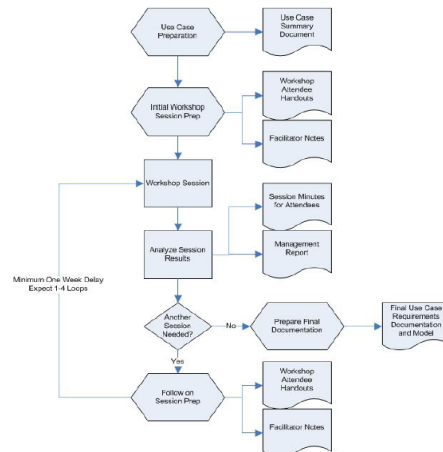 Use Case
Preparation
Use Case
Summary
Document
Initial Workshop
Session Prep
Workshop
Attendee
Handouts
Facilitator Notes
Workshop Session
Session Minutes
for Attendees
Analyze Session
Results
Management
Report
Minimum One Week Delay
Expect 1-4 Loops
Another
Session
Needed?
No
Prepare Final
Documentation
Final Use Case
Requirements
Documentation
and Model
Yes
Follow on
Session Prep
Workshop
Attendee
Handouts
Facilitator Notes